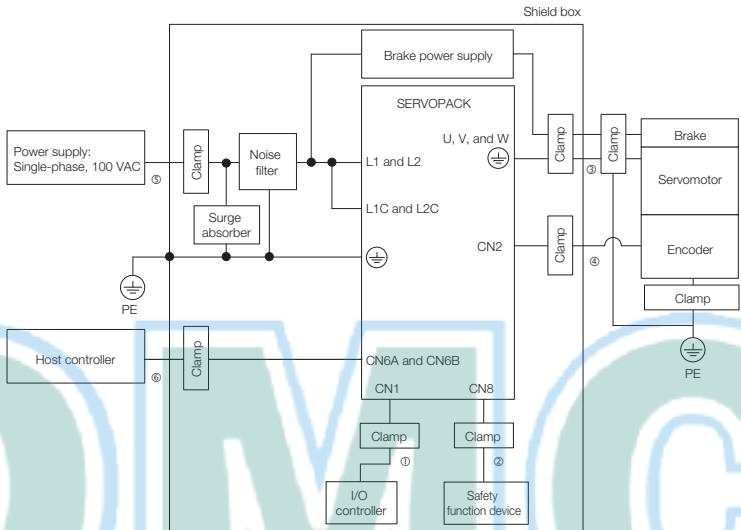 Shield box
Brake power supply
SERVOPACK
U, V, and W
Power supply:
Single-phase, 100 VAC
⑤
Clamp
Noise
filter
L1 and L2
L1C and L2C
Surge
absorber
Clamp
③
Clamp
Brake
Servomotor
CN2
Clamp
④
Encoder
Clamp
PE
PE
Host controller
⑥
Clamp
CN6A and CN6B
CN1
CN8
Clamp
①
Clamp
②
I/O
controller
Safety
function device
OMC